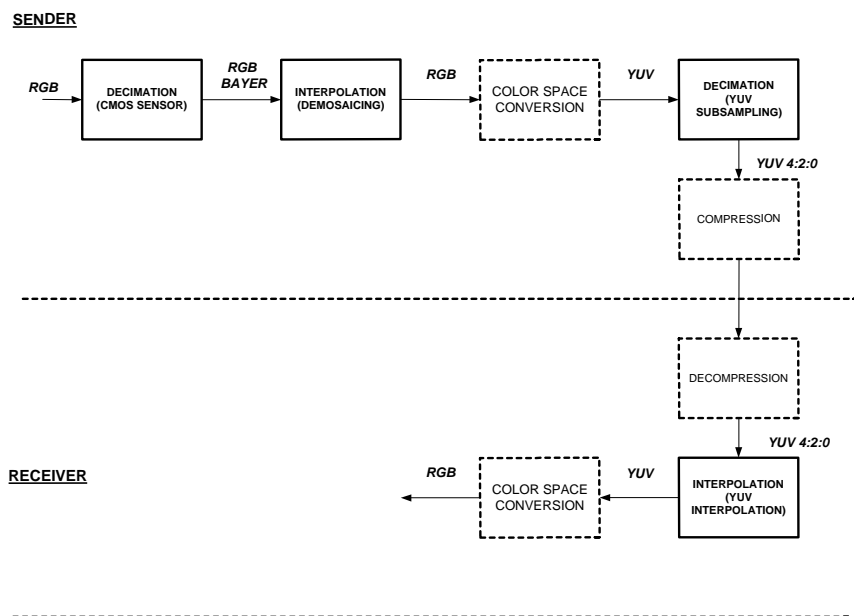 SENDER
RGB
DECIMATION
(CMOS SENSOR)
RGB
BAYER
INTERPOLATION
(DEMOSAICING)
RGB
COLOR SPACE
CONVERSION
YUV
DECIMATION
(YUV
SUBSAMPLING)
YUV 4:2:0
COMPRESSION
DECOMPRESSION
YUV 4:2:0
RECEIVER
RGB
COLOR SPACE
CONVERSION
YUV
INTERPOLATION
(YUV
INTERPOLATION)